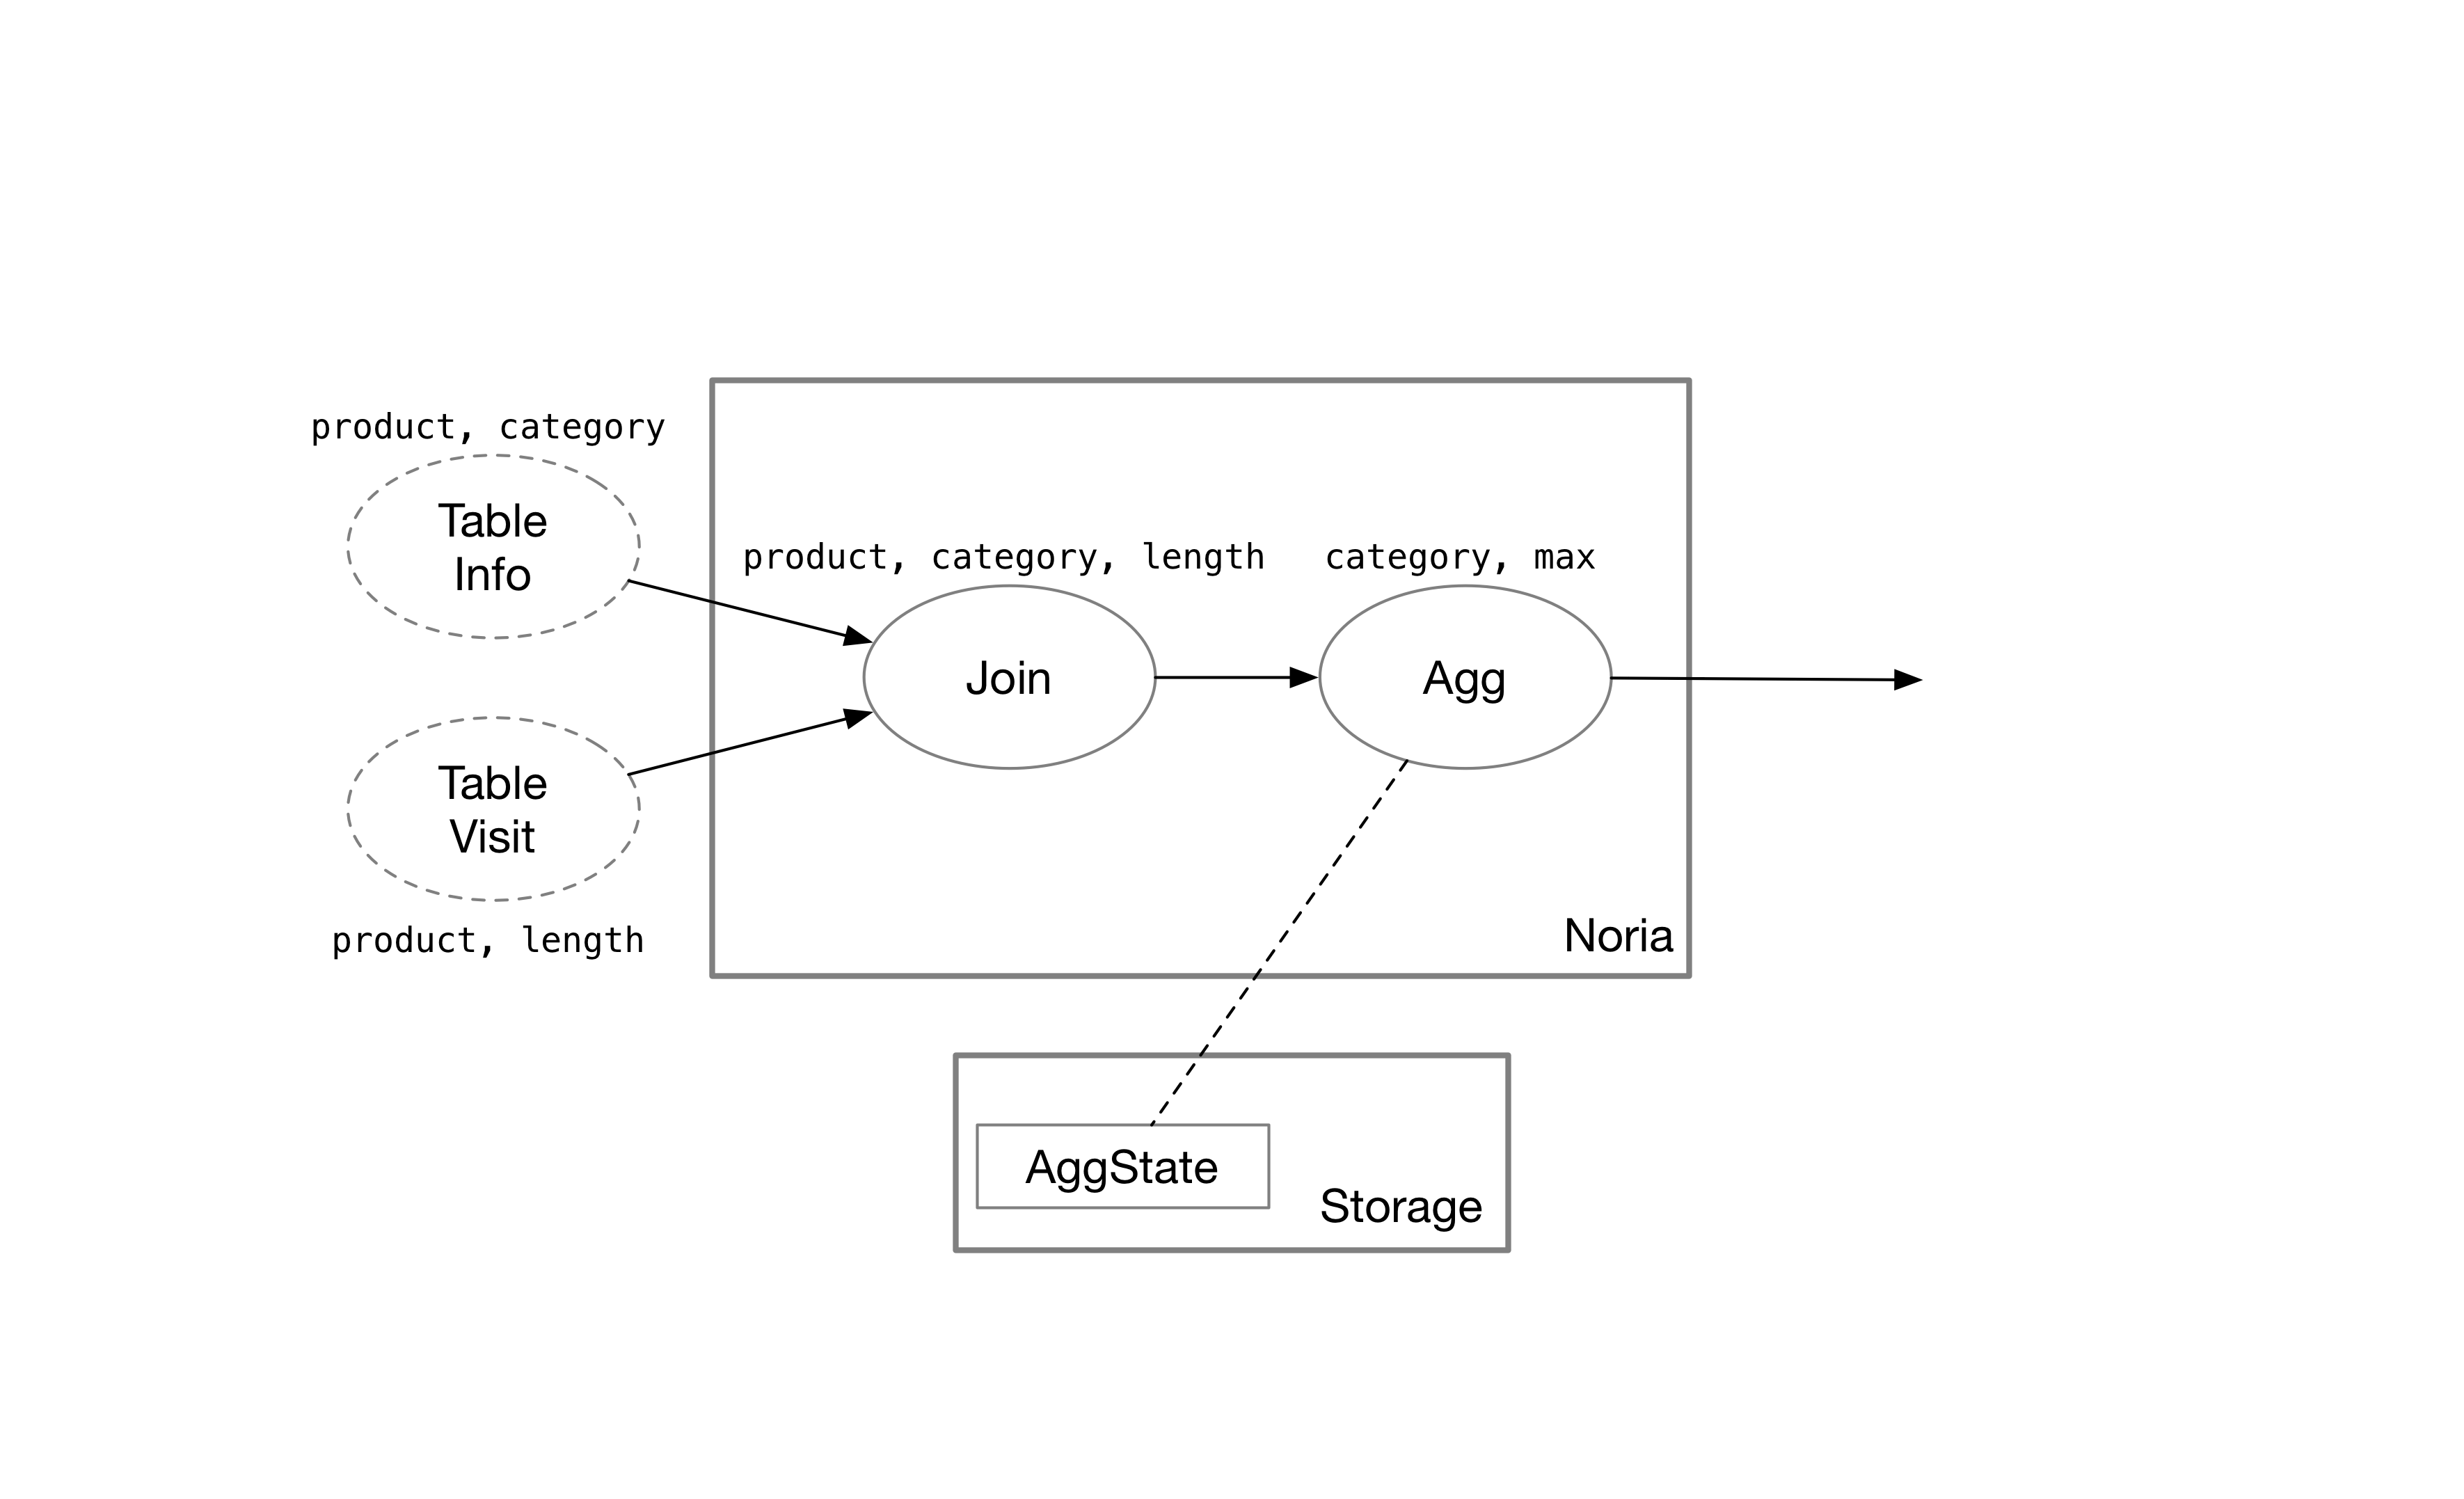 product, category
Table
Info
product, category, length
category, max
Join
Agg
Table
Visit
product, length
Noria
AggState
Storage